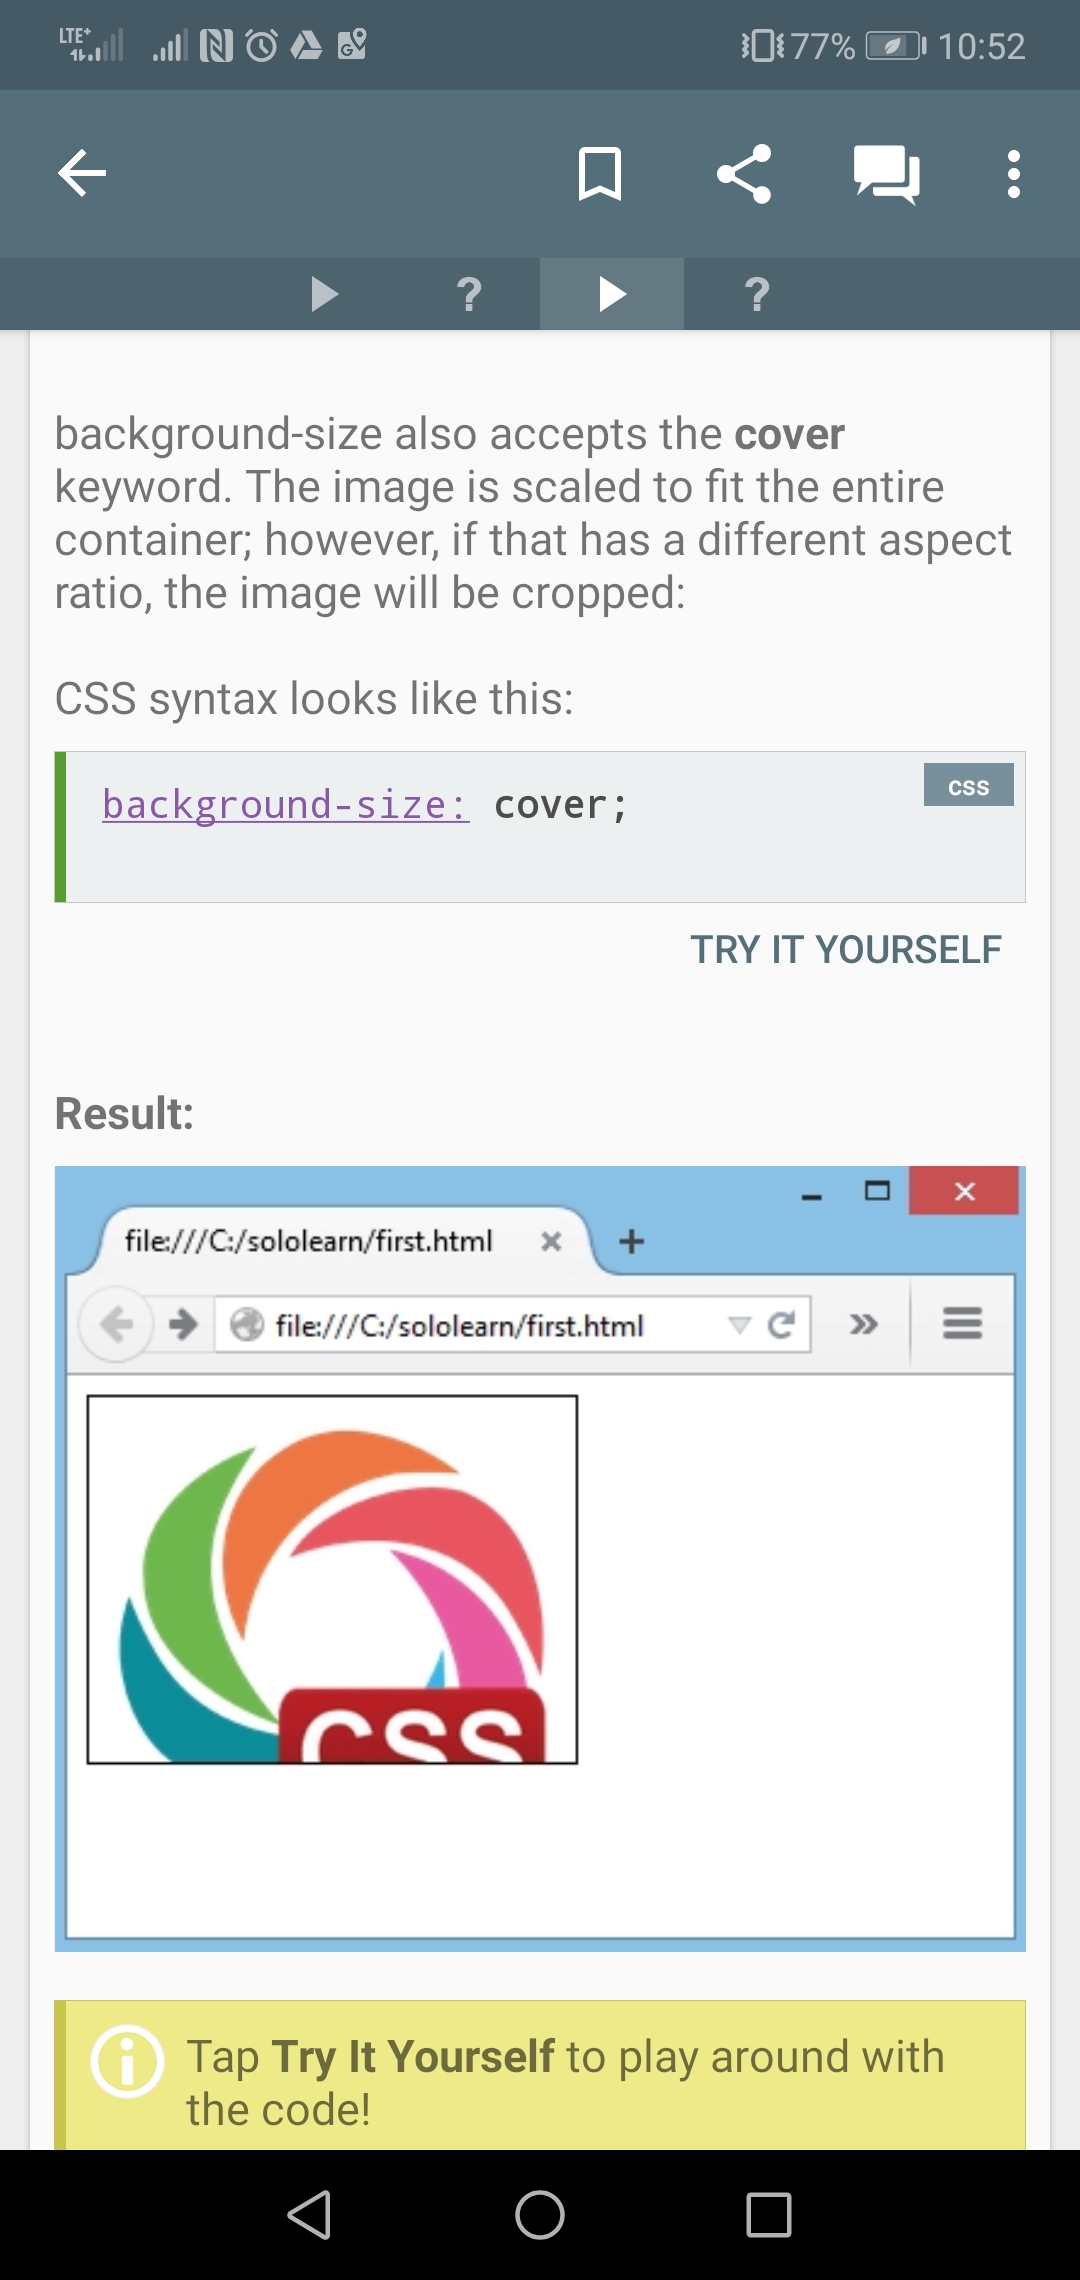 LTE+ 77% 10:52
? ?
background-size also accepts the cover
keyword. The image is scaled to fit the entire
container; however, if that has a different aspect
ratio, the image will be cropped:
CSS syntax looks like this:
background-size: cover;
css
TRY IT YOURSELF
Result:
file:///C:/sololearn/first.html
file:///C:/sololearn/first.html
CSS
Tap Try It Yourself to play around with
the code!